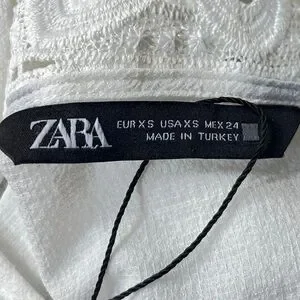 ZARA
EUR XS USA XS MEX 24
MADE IN TURKEY